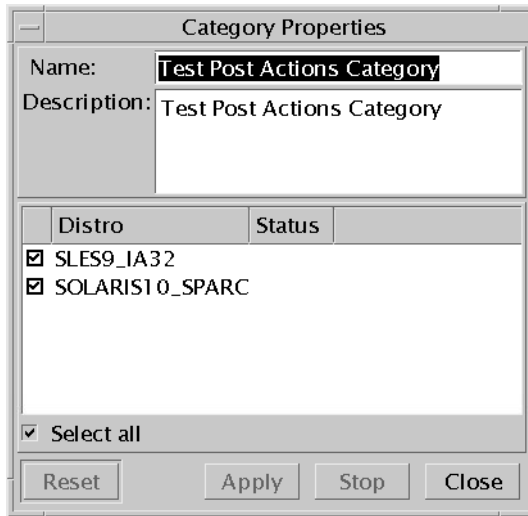 Category Properties
Name: Test Post Actions Category
Description: Test Post Actions Category
Distro Status
SLES9_IA32
SOLARIS10_SPARC
Select all
Reset Apply Stop Close